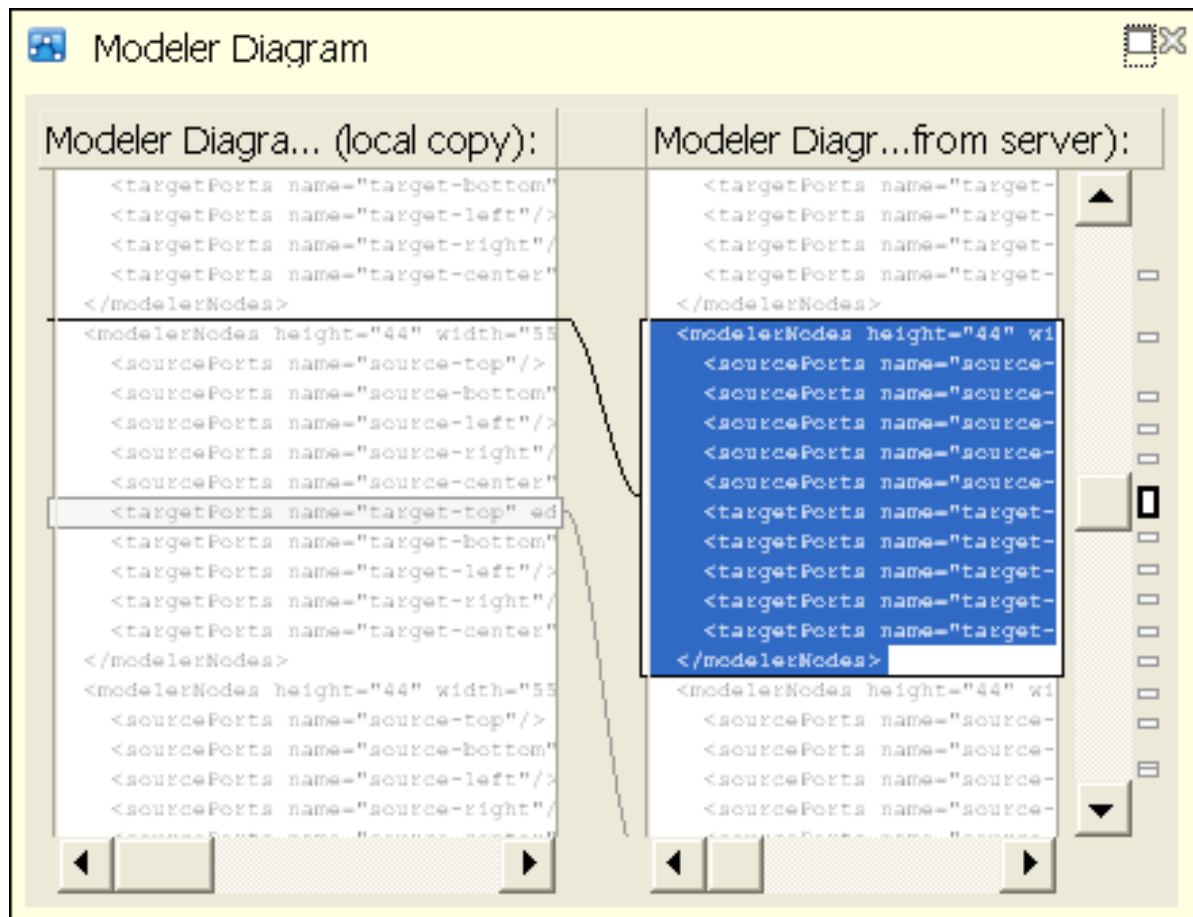 Modeler Diagram
Modeler Diagra... (local copy):
<targetPorts name="target-bottom"
<targetPorts name="target-left"/>
<targetPorts name="target-right"/
<targetPorts name="target-center"
</modelerNodes>
<modelerNodes height="44" width="55
<sourcePorts name="source-top"/>
<sourcePorts name="source-bottom"
<sourcePorts name="source-left"/>
<sourcePorts name="source-right"/
<sourcePorts name="source-center"
<targetPorts name="target-top" ed
<targetPorts name="target-bottom"
<targetPorts name="target-left"/>
<targetPorts name="target-right"/
<targetPorts name="target-center"
</modelerNodes>
<modelerNodes height="44" width="55
<sourcePorts name="source-top"/>
<sourcePorts name="source-bottom"
<sourcePorts name="source-left"/>
<sourcePorts name="source-right"/
Modeler Diagr...from server):
<targetPorts name="target-
<targetPorts name="target-
<targetPorts name="target-
<targetPorts name="target-
</modelerNodes>
<modelerNodes height="44" wi
<sourcePorts name="source-
<sourcePorts name="source-
<sourcePorts name="source-
<sourcePorts name="source-
<sourcePorts name="source-
<targetPorts name="target-
<targetPorts name="target-
<targetPorts name="target-
<targetPorts name="target-
<targetPorts name="target-
</modelerNodes>
<modelerNodes height="44" wi
<sourcePorts name="source-
<sourcePorts name="source-
<sourcePorts name="source-
<sourcePorts name="source-